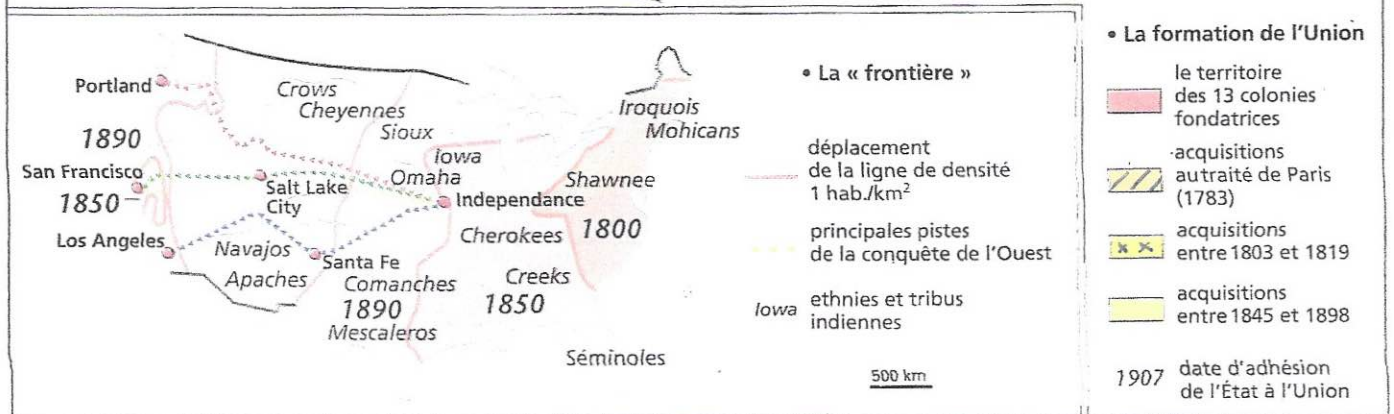 Portland
1890
San Francisco
1850
Los Angeles
Salt Lake
City
Navajos
Apaches
Santa Fe
Crows
Cheyennes
Sioux
Iowa
Omaha
Independance
Cherokees
Comanches
1890
Mescaleros
Creeks
1850
Séminoles
Shawnee
1800
Iroquois
Mohicans
• La « frontière »
déplacement
de la ligne de densité
1 hab./km²
principales pistes
de la conquête de l'Ouest
Iowa ethnies et tribus
indiennes
500 km
• La formation de l'Union
le territoire
des 13 colonies
fondatrices
acquisitions
autraité de Paris
(1783)
acquisitions
entre 1803 et 1819
acquisitions
entre 1845 et 1898
1907 date d'adhésion
de l'État à l'Union